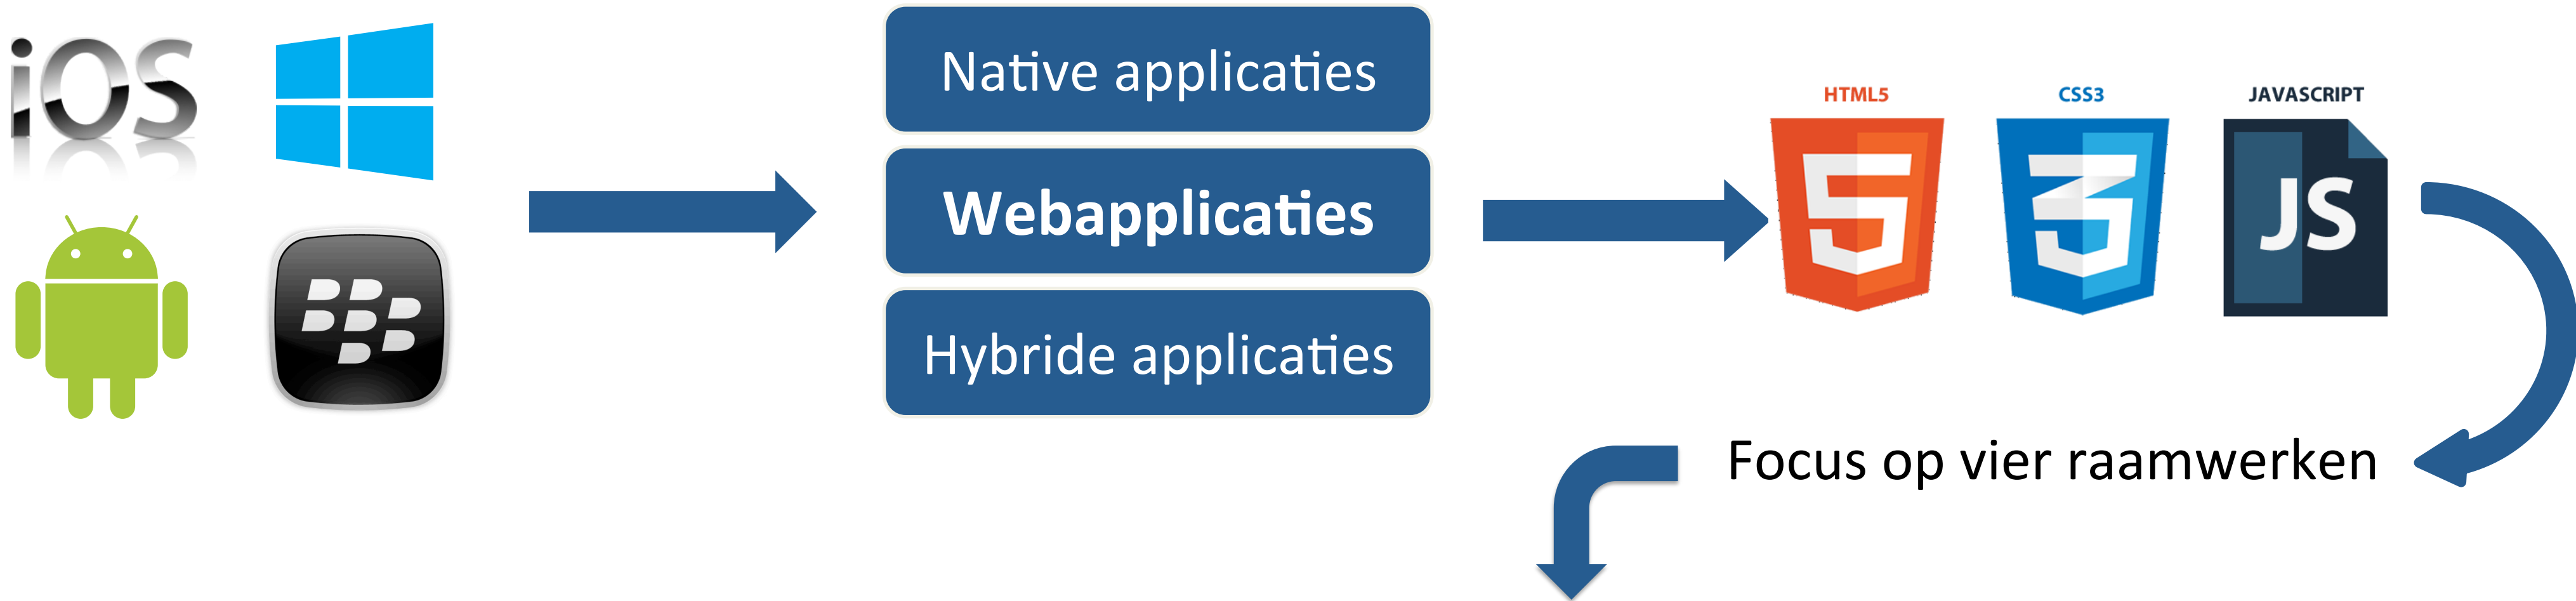 iOS
Native applicaties
Webapplicaties
Hybride applicaties
HTML5
CSS3
JAVASCRIPT
5
3
JS
Focus op vier raamwerken